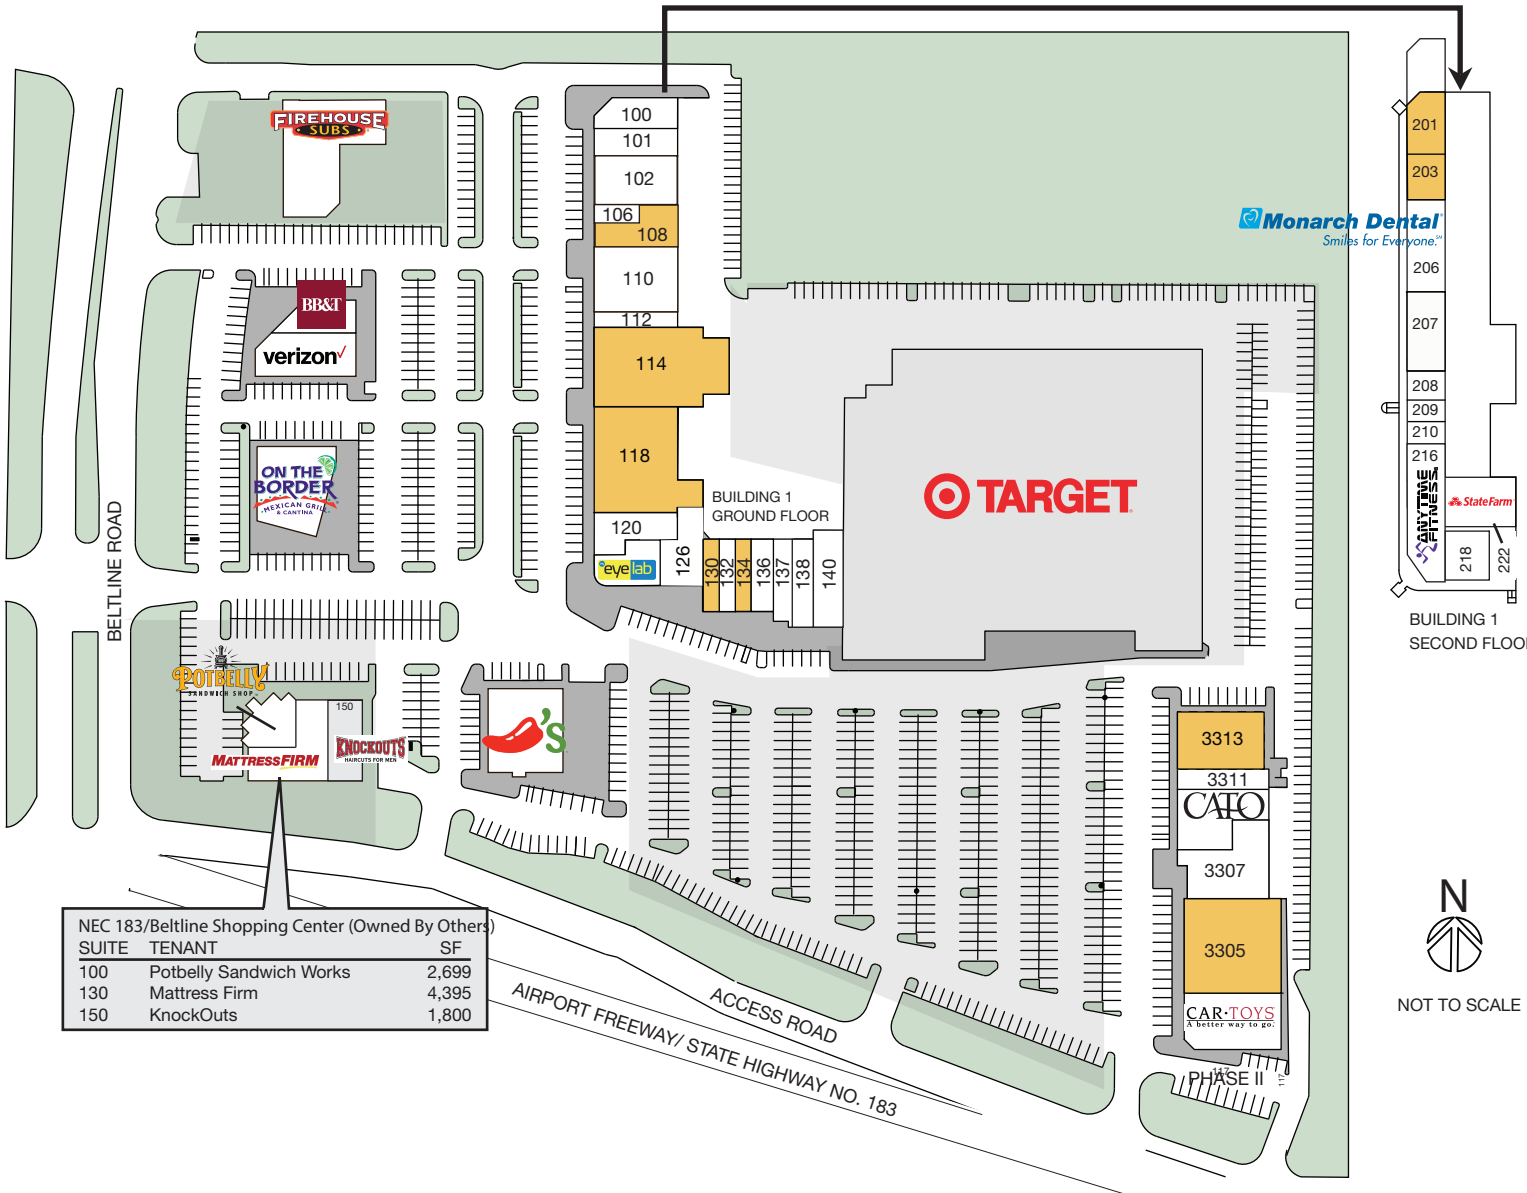 FIREHOUSE
SUBS
100
101
102
106
108
110
112
114
118
120
126
eyelab
130
132
134
136
137
138
140
BUILDING 1
GROUND FLOOR
TARGET
BB&T
verizon
ON THE
BORDER
MEXICAN GRILL
& CANTINA
BELTLINE ROAD
POTBELLY
SANDWICH SHOP
150
MATTRESSFIRM
KNOCKOUTS
HAIRCUTS FOR MEN
'S
201
203
Monarch Dental
Smiles for Everyone.
206
207
208
209
210
216
ANYTIME
FITNESS
StateFarm
218
222
BUILDING 1
SECOND FLOO
3313
3311
CATO
3307
3305
CAR·TOYS
A better way to go.
PHASE II
117
117
N
NOT TO SCALE
NEC 183/Beltline Shopping Center (Owned By Others)
SUITE TENANT SF
100 Potbelly Sandwich Works 2,699
130 Mattress Firm 4,395
150 KnockOuts 1,800
ACCESS ROAD
AIRPORT FREEWAY/ STATE HIGHWAY NO. 183